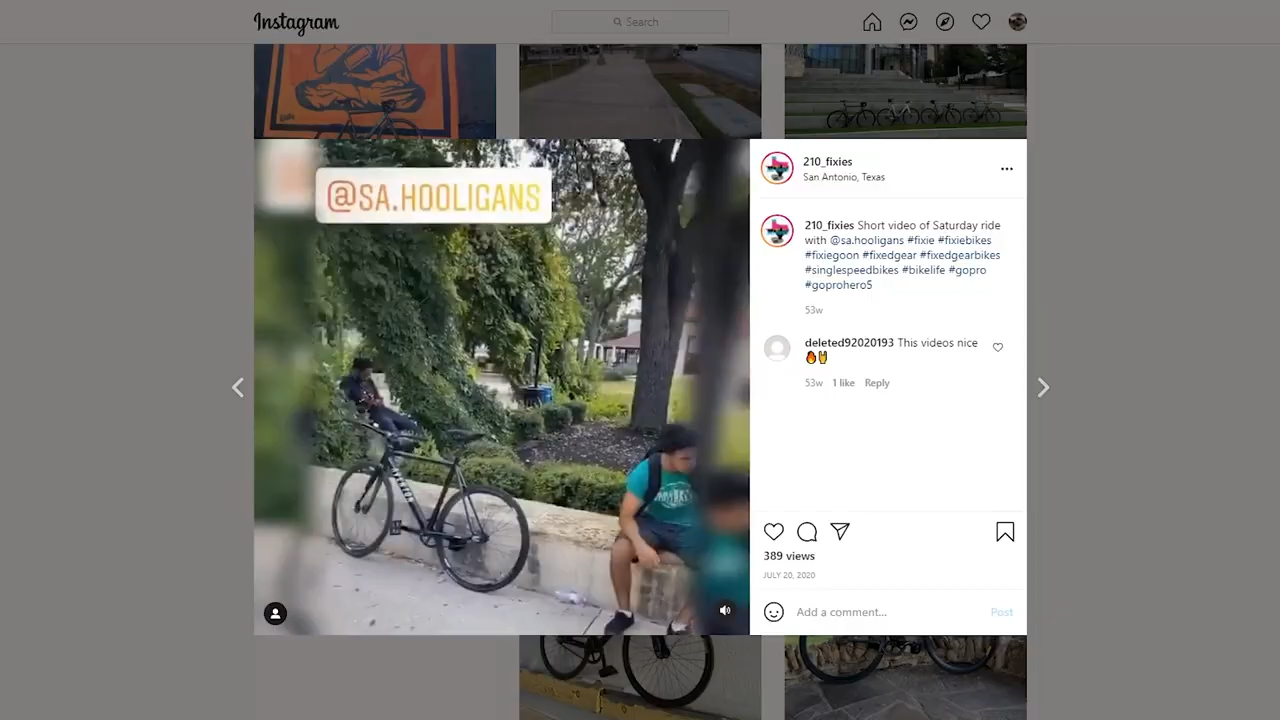 Instagram
Search
@SA.HOOLIGANS
210_fixies
San Antonio, Texas
210_fixies Short video of Saturday ride
with @sa.hooligans #fixie #fixiebikes
#fixiegoon #fixedgear #fixedgearbikes
#singlespeedbikes #bikelife #gopro
#goprohero5
53w
deleted92020193 This videos nice
🔥🤘
53w 1 like Reply
389 views
JULY 20, 2020
Add a comment... Post